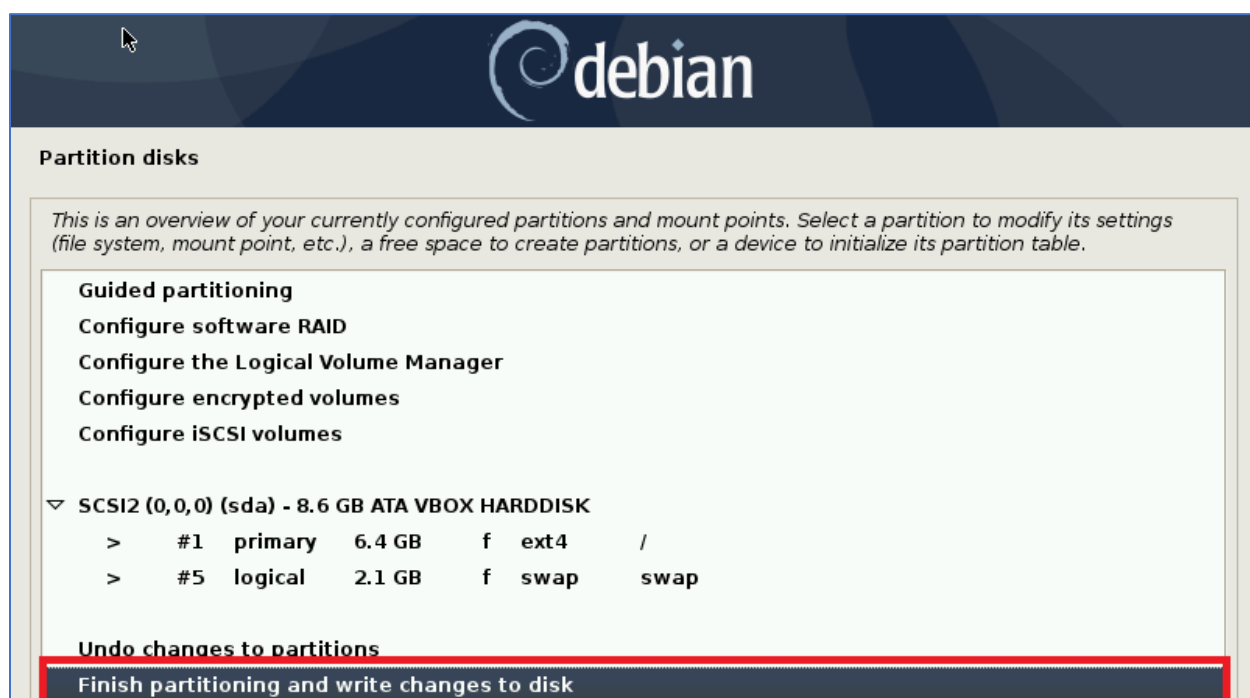 debian
Partition disks
This is an overview of your currently configured partitions and mount points. Select a partition to modify its settings
(file system, mount point, etc.), a free space to create partitions, or a device to initialize its partition table.
Guided partitioning
Configure software RAID
Configure the Logical Volume Manager
Configure encrypted volumes
Configure iSCSI volumes
SCSI2 (0,0,0) (sda) - 8.6 GB ATA VBOX HARDDISK
> #1 primary 6.4 GB f ext4 /
> #5 logical 2.1 GB f swap swap
Undo changes to partitions
Finish partitioning and write changes to disk